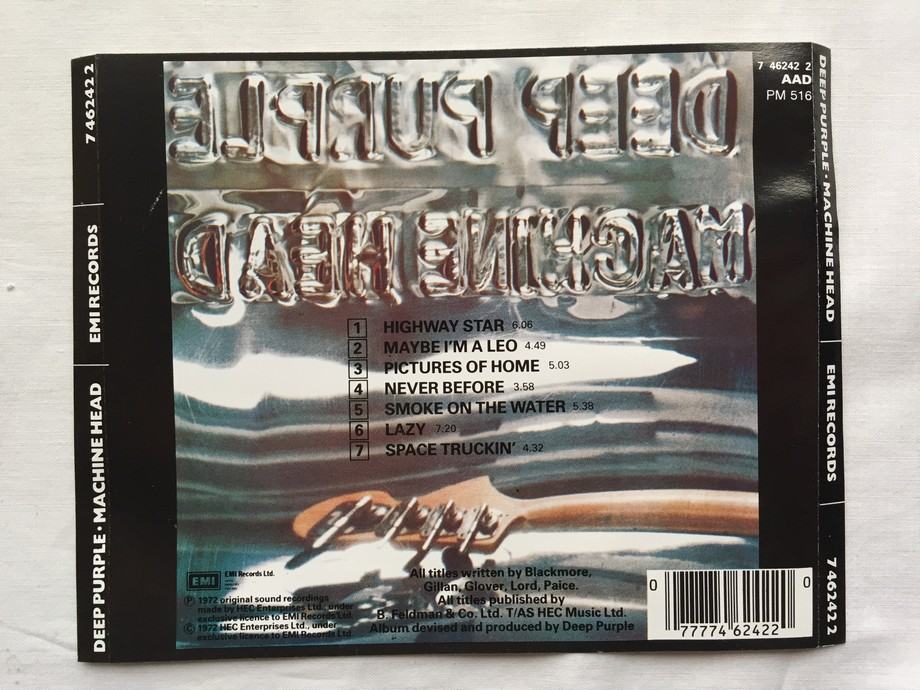 7 46242 2
EMI RECORDS
DEEP PURPLE · MACHINE HEAD
DEEP PURPLE
MACHINE HEAD
7 46242 2
AAD
PM 516
1 HIGHWAY STAR 6.06
2 MAYBE I'M A LEO 4.49
3 PICTURES OF HOME 5.03
4 NEVER BEFORE 3.58
5 SMOKE ON THE WATER 5.38
6 LAZY 7.20
7 SPACE TRUCKIN' 4.32
EMI
EMI Records Ltd.
℗ 1972 original sound recordings
made by HEC Enterprises Ltd., under
exclusive licence to EMI Records Ltd.
© 1972 HEC Enterprises Ltd., under
exclusive licence to EMI Records Ltd.
All titles written by Blackmore,
Gillan, Glover, Lord, Paice.
All titles published by
B. Feldman & Co. Ltd. T/AS HEC Music Ltd.
Album devised and produced by Deep Purple
0 77774 62422 0
DEEP PURPLE · MACHINE HEAD
EMI RECORDS
7 46242 2